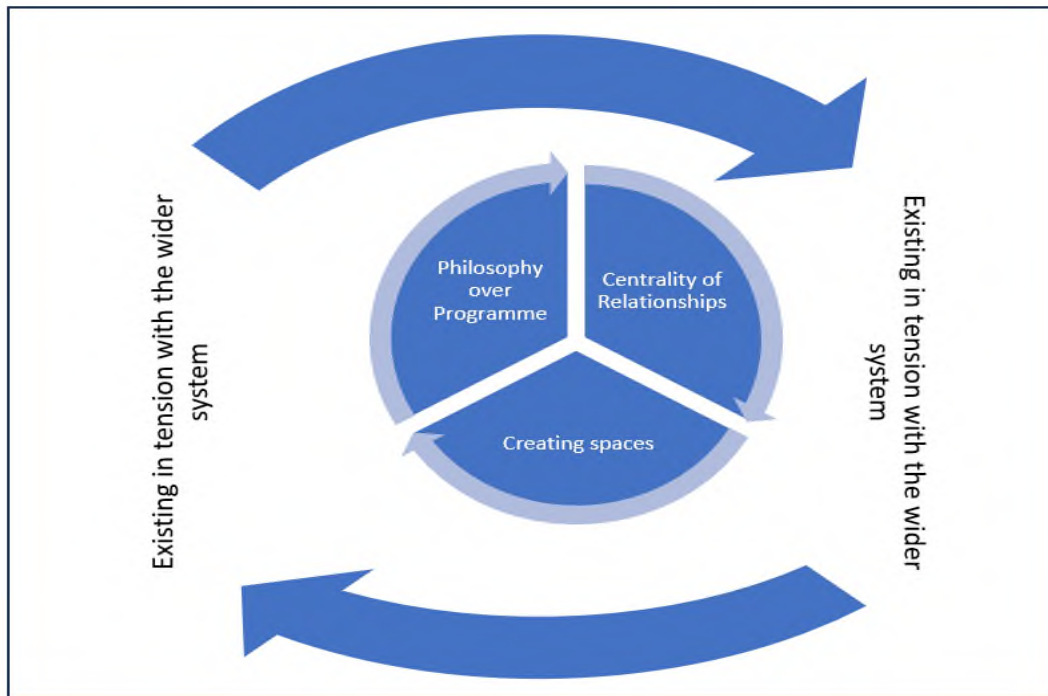 Existing in tension with the wider
system
Philosophy
over
Programme
Centrality of
Relationships
Creating spaces
Existing in tension with the wider
system